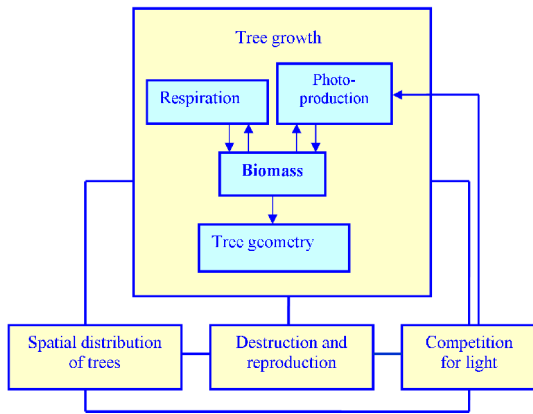 Tree growth
Respiration
Photo-
production
Biomass
Tree geometry
Spatial distribution
of trees
Destruction and
reproduction
Competition
for light